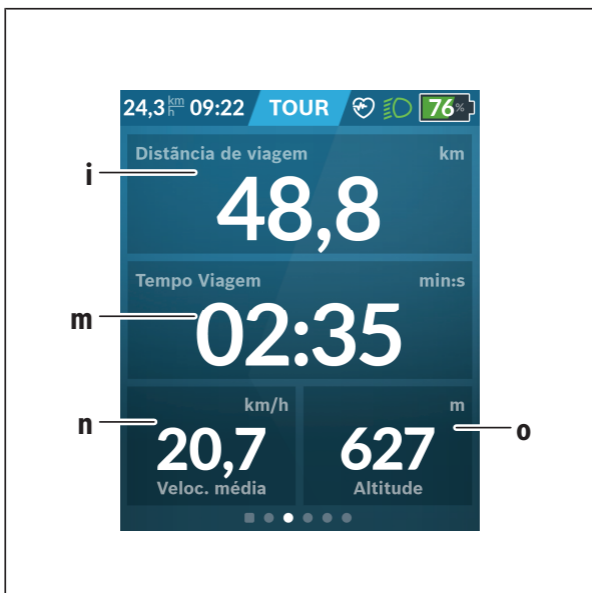 24,3 km/h 09:22 TOUR 76%
Distância de viagem km
i
48,8
Tempo Viagem min:s
m
02:35
km/h m
n
o
20,7 627
Veloc. média Altitude